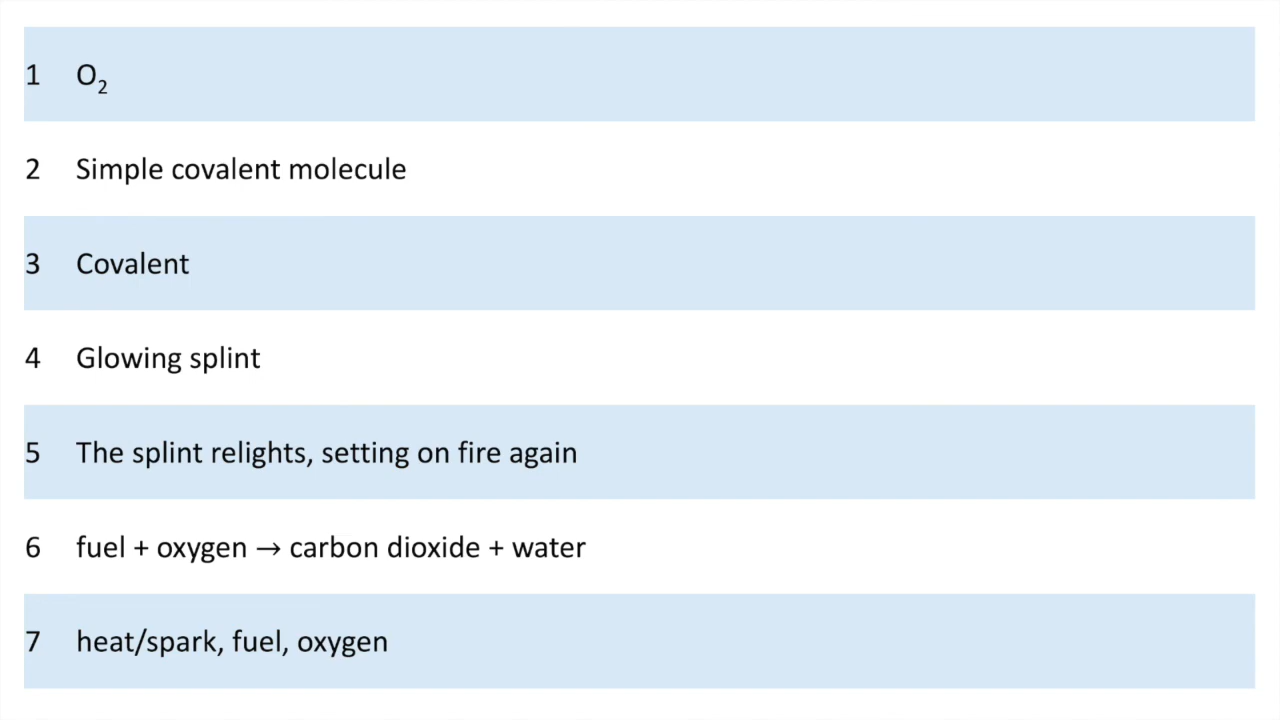 1 O₂
2 Simple covalent molecule
3 Covalent
4 Glowing splint
5 The splint relights, setting on fire again
6 fuel + oxygen → carbon dioxide + water
7 heat/spark, fuel, oxygen